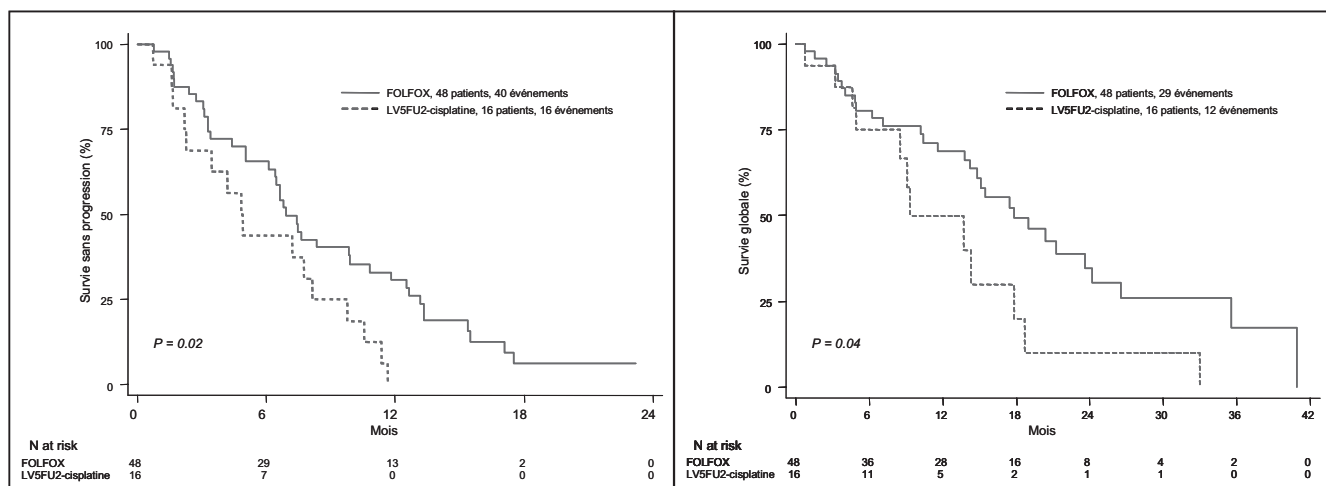 100
75
50
25
0
Survie sans progression (%)
FOLFOX, 48 patients, 40 événements
LV5FU2-cisplatine, 16 patients, 16 événements
P = 0.02
0 6 12 18 24
Mois
N at risk
FOLFOX 48 29 13 2 0
LV5FU2-cisplatine 16 7 0 0 0
100
75
50
25
0
Survie globale (%)
FOLFOX, 48 patients, 29 événements
LV5FU2-cisplatine, 16 patients, 12 événements
P = 0.04
0 6 12 18 24 30 36 42
Mois
N at risk
FOLFOX 48 36 28 16 8 4 2 0
LV5FU2-cisplatine 16 11 5 2 1 1 0 0